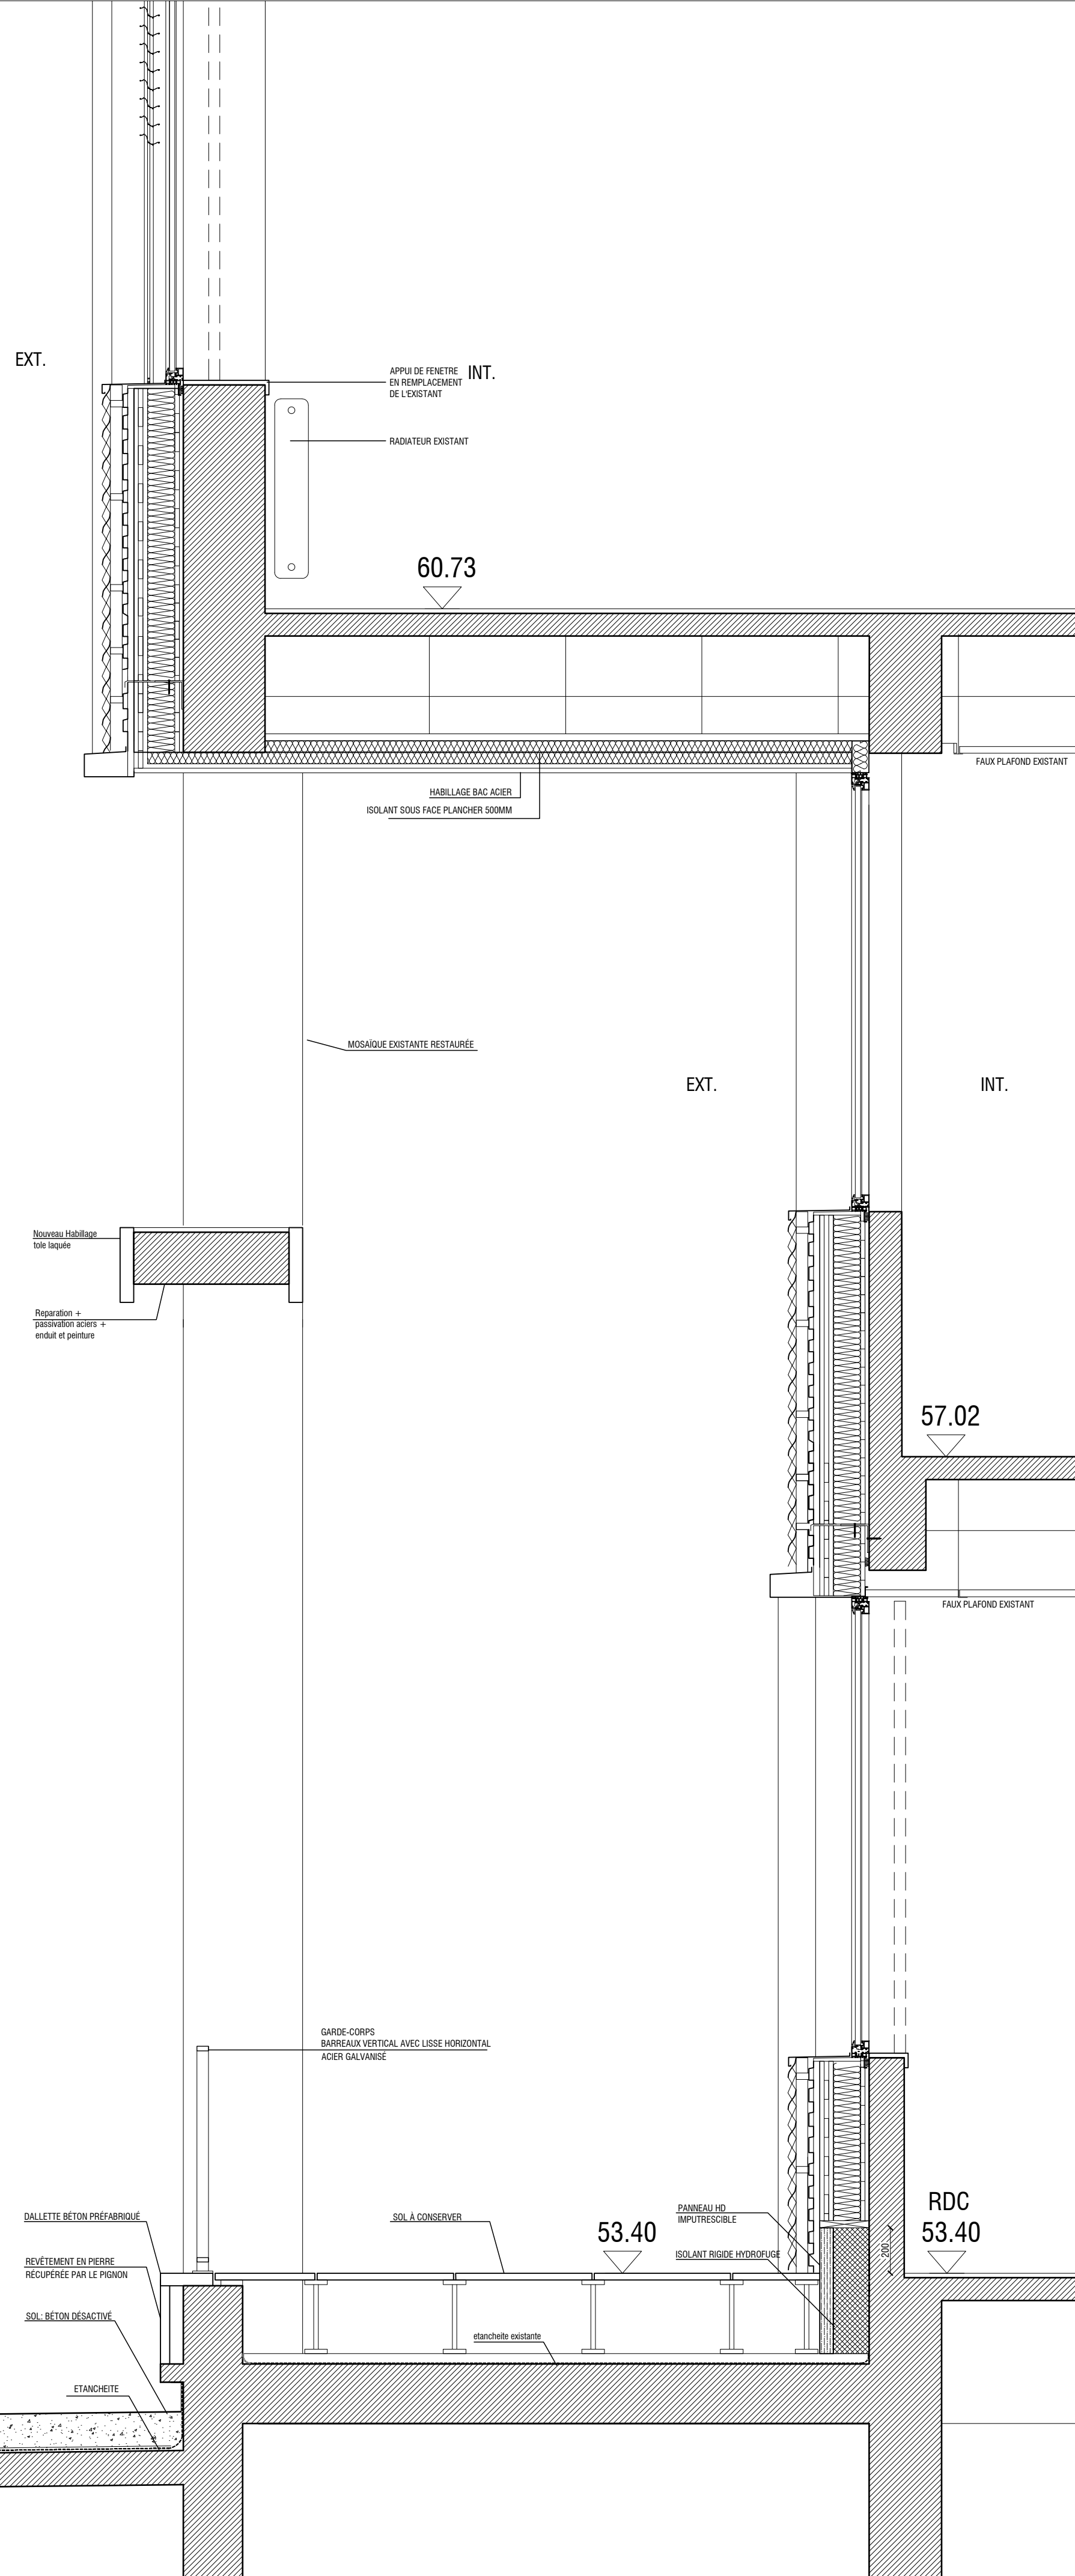 EXT.
APPUI DE FENETRE
EN REMPLACEMENT
DE L'EXISTANT
INT.
RADIATEUR EXISTANT
60.73
FAUX PLAFOND EXISTANT
HABILLAGE BAC ACIER
ISOLANT SOUS FACE PLANCHER 500MM
MOSAÏQUE EXISTANTE RESTAURÉE
EXT.
INT.
Nouveau Habillage
tole laquée
Reparation +
passivation aciers +
enduit et peinture
57.02
FAUX PLAFOND EXISTANT
GARDE-CORPS
BARREAUX VERTICAL AVEC LISSE HORIZONTAL
ACIER GALVANISÉ
DALLETTE BÉTON PRÉFABRIQUÉ
SOL À CONSERVER
PANNEAU HD
IMPUTRESCIBLE
RDC
53.40
53.40
ISOLANT RIGIDE HYDROFUGE
200
REVÊTEMENT EN PIERRE
RÉCUPÉRÉE PAR LE PIGNON
SOL: BÉTON DÉSACTIVÉ
etancheite existante
ETANCHEITE